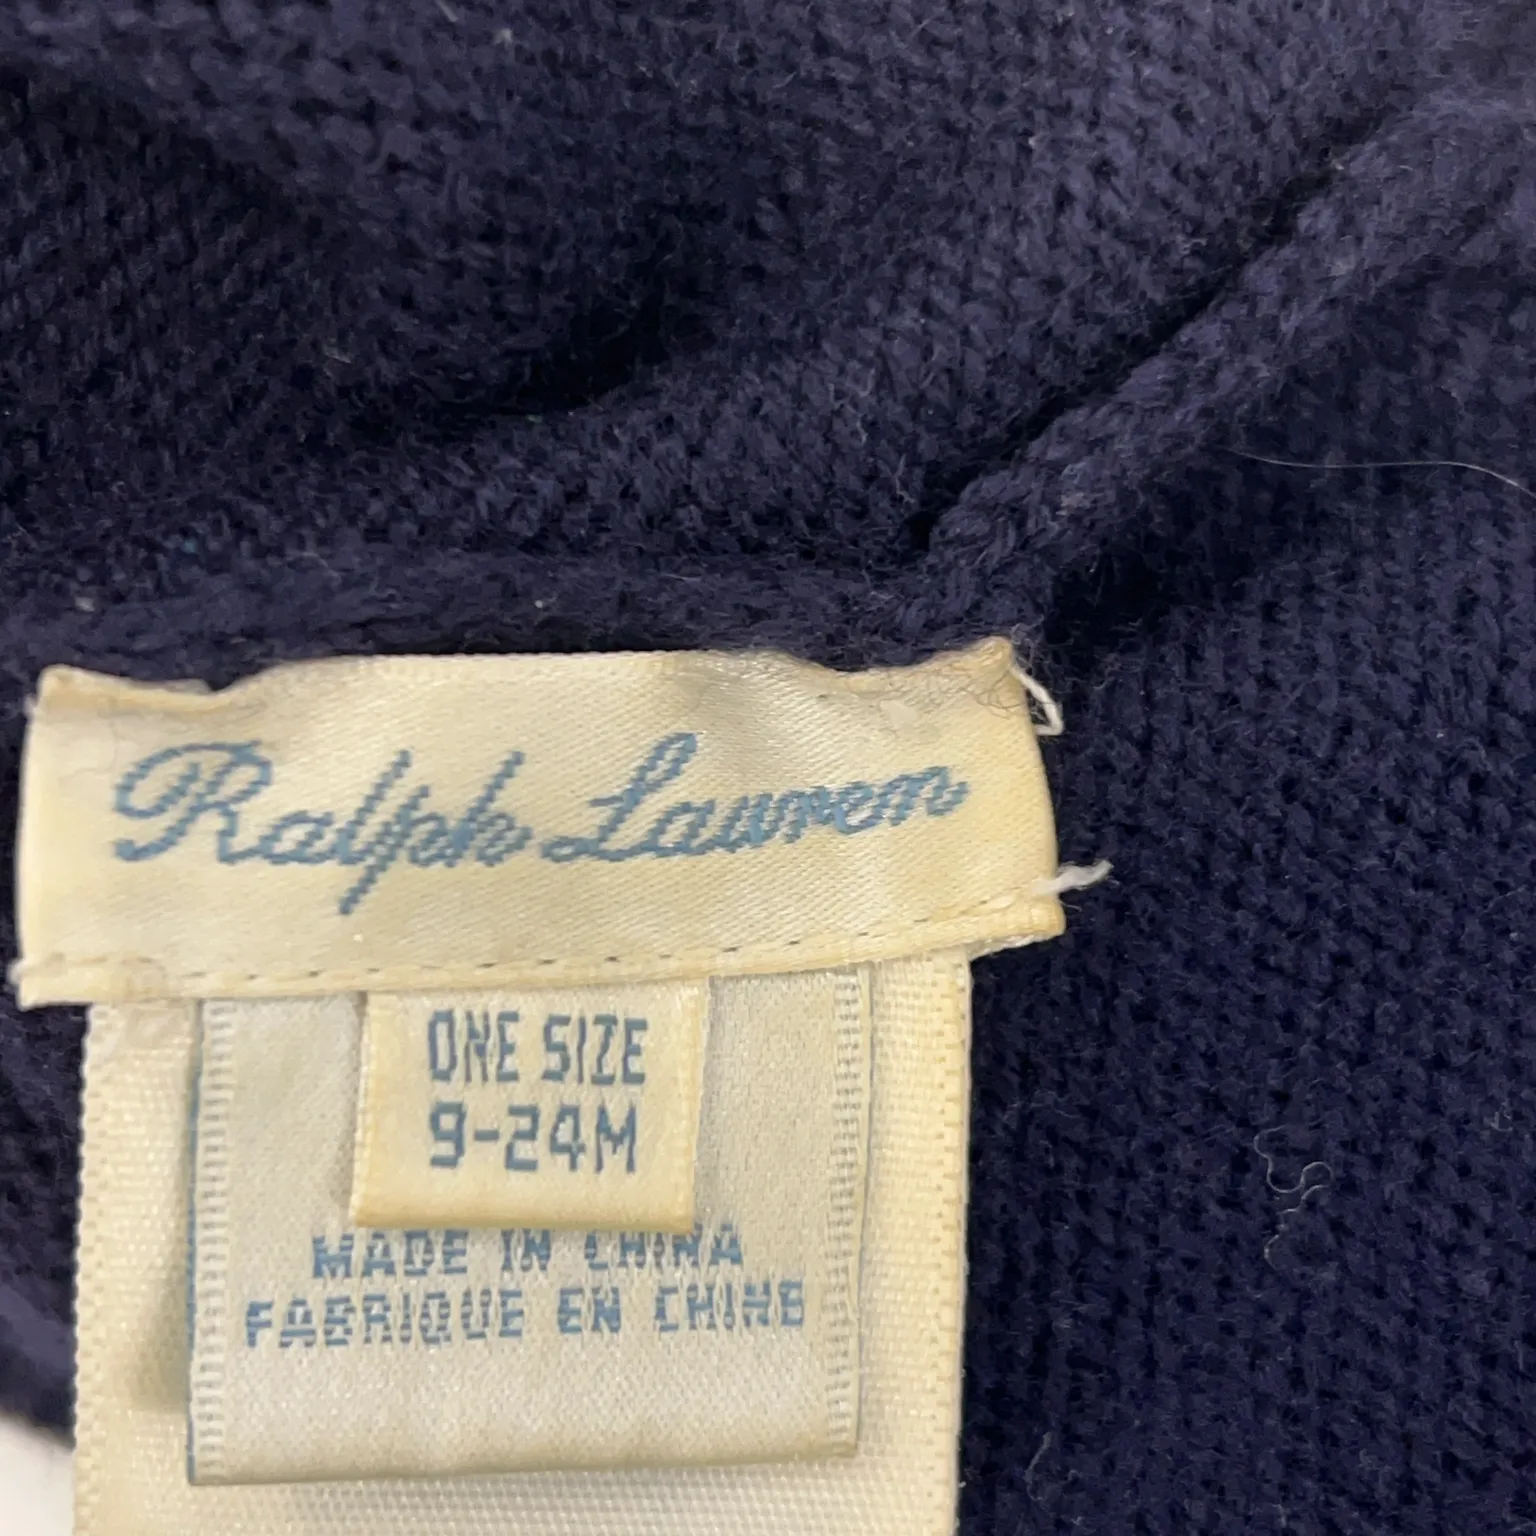 Ralph Lauren
ONE SIZE
9-24M
MADE IN CHINA
FABRIQUE EN CHINE